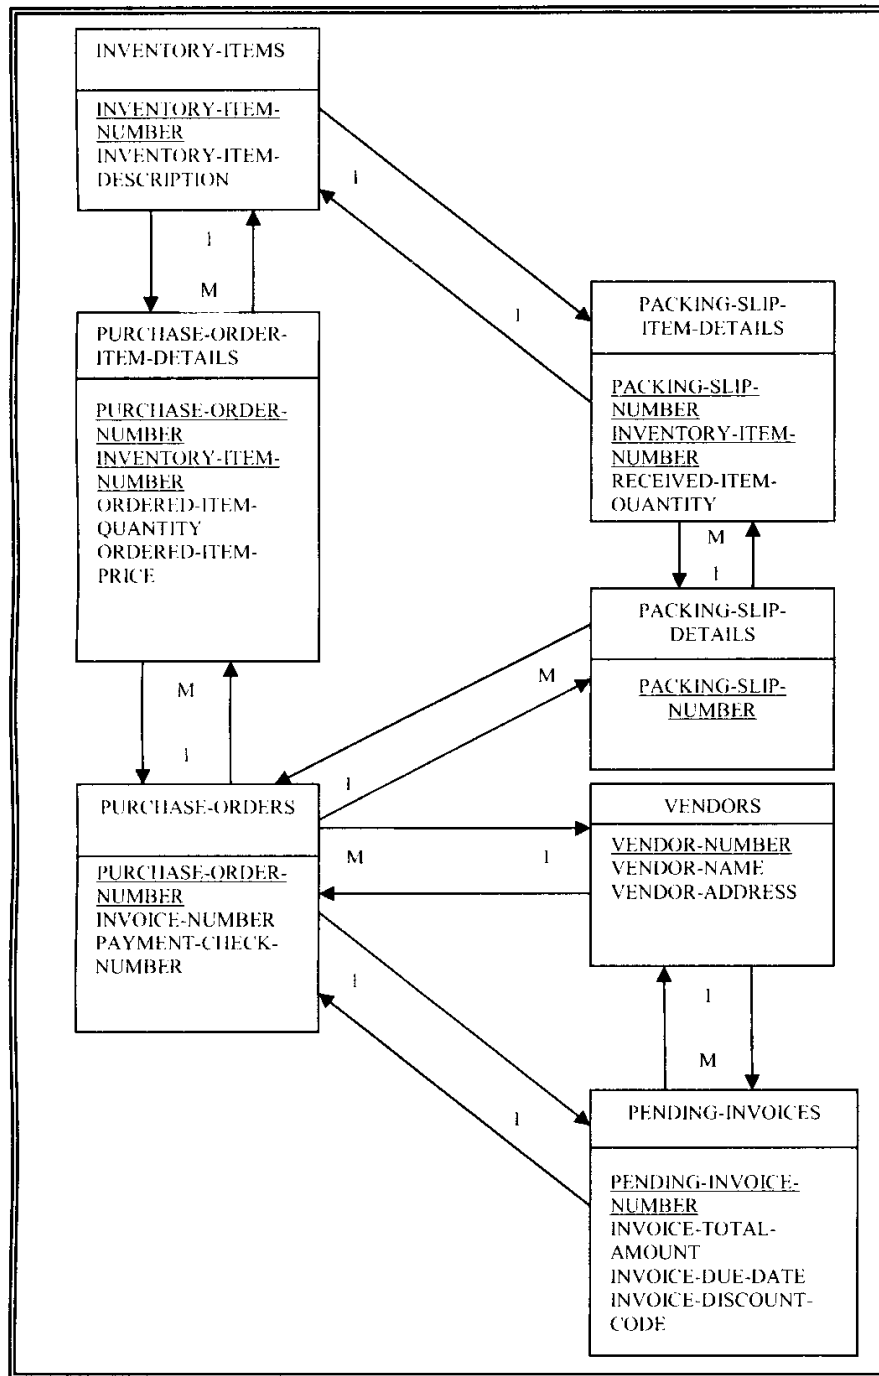 INVENTORY-ITEMS
INVENTORY-ITEM-
NUMBER
INVENTORY-ITEM-
DESCRIPTION
1
1
1
M
PURCHASE-ORDER-
ITEM-DETAILS
PURCHASE-ORDER-
NUMBER
INVENTORY-ITEM-
NUMBER
ORDERED-ITEM-
QUANTITY
ORDERED-ITEM-
PRICE
PACKING-SLIP-
ITEM-DETAILS
PACKING-SLIP-
NUMBER
INVENTORY-ITEM-
NUMBER
RECEIVED-ITEM-
QUANTITY
M
1
PACKING-SLIP-
DETAILS
PACKING-SLIP-
NUMBER
M
1
M
1
PURCHASE-ORDERS
PURCHASE-ORDER-
NUMBER
INVOICE-NUMBER
PAYMENT-CHECK-
NUMBER
M 1
VENDORS
VENDOR-NUMBER
VENDOR-NAME
VENDOR-ADDRESS
1
1
1
M
PENDING-INVOICES
PENDING-INVOICE-
NUMBER
INVOICE-TOTAL-
AMOUNT
INVOICE-DUE-DATE
INVOICE-DISCOUNT-
CODE